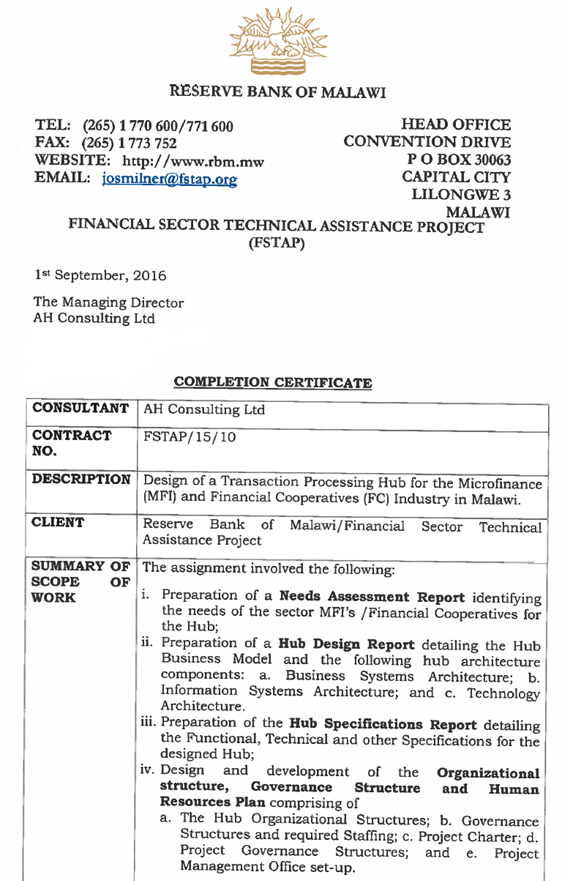 RESERVE BANK OF MALAWI
TEL: (265) 1 770 600/771 600
FAX: (265) 1 773 752
WEBSITE: http://www.rbm.mw
EMAIL: josmilner@fstap.org
HEAD OFFICE
CONVENTION DRIVE
P O BOX 30063
CAPITAL CITY
LILONGWE 3
MALAWI
FINANCIAL SECTOR TECHNICAL ASSISTANCE PROJECT
(FSTAP)
1st September, 2016
The Managing Director
AH Consulting Ltd
COMPLETION CERTIFICATE
CONSULTANT
AH Consulting Ltd
CONTRACT
NO.
FSTAP/15/10
DESCRIPTION
Design of a Transaction Processing Hub for the Microfinance
(MFI) and Financial Cooperatives (FC) Industry in Malawi.
CLIENT
Reserve Bank of Malawi/Financial Sector Technical
Assistance Project
SUMMARY OF
SCOPE OF
WORK
The assignment involved the following:
i. Preparation of a Needs Assessment Report identifying
the needs of the sector MFI's /Financial Cooperatives for
the Hub;
ii. Preparation of a Hub Design Report detailing the Hub
Business Model and the following hub architecture
components: a. Business Systems Architecture; b.
Information Systems Architecture; and c. Technology
Architecture.
iii. Preparation of the Hub Specifications Report detailing
the Functional, Technical and other Specifications for the
designed Hub;
iv. Design and development of the Organizational
structure, Governance Structure and Human
Resources Plan comprising of
a. The Hub Organizational Structures; b. Governance
Structures and required Staffing; c. Project Charter; d.
Project Governance Structures; and e. Project
Management Office set-up.